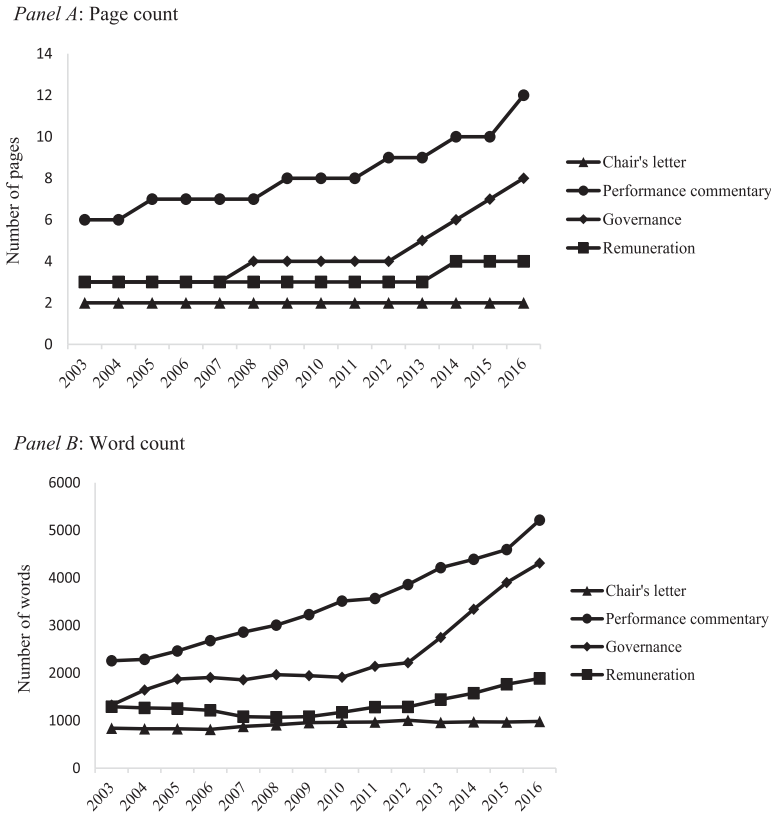 Panel A: Page count
14
12
10
8
6
4
2
0
Number of pages
2003 2004 2005 2006 2007 2008 2009 2010 2011 2012 2013 2014 2015 2016
Chair's letter
Performance commentary
Governance
Remuneration
Panel B: Word count
6000
5000
4000
3000
2000
1000
0
Number of words
2003 2004 2005 2006 2007 2008 2009 2010 2011 2012 2013 2014 2015 2016
Chair's letter
Performance commentary
Governance
Remuneration